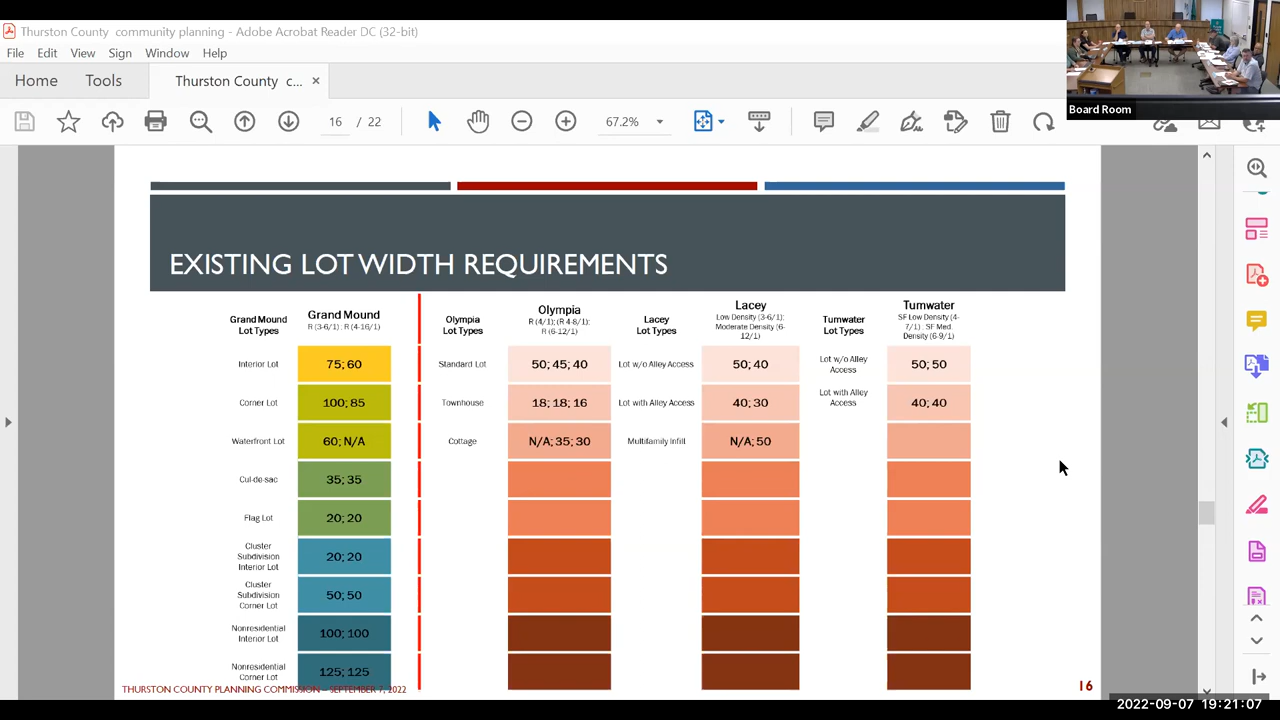 Thurston County community planning - Adobe Acrobat Reader DC (32-bit)
File Edit View Sign Window Help
Home Tools Thurston County c... ×
16 / 22 67.2%
Board Room
EXISTING LOT WIDTH REQUIREMENTS
Grand Mound
Lot Types
Grand Mound
R (3-6/1) ; R (4-16/1)
Olympia
Lot Types
Olympia
R (4/1); (R 4-8/1);
R (6-12/1)
Lacey
Lot Types
Lacey
Low Density (3-6/1);
Moderate Density (6-
12/1)
Tumwater
Lot Types
Tumwater
SF Low Density (4-
7/1) ; SF Med.
Density (6-9/1)
Interior Lot 75; 60 Standard Lot 50; 45; 40 Lot w/o Alley Access 50; 40 Lot w/o Alley
Access 50; 50
Corner Lot 100; 85 Townhouse 18; 18; 16 Lot with Alley Access 40; 30 Lot with Alley
Access 40; 40
Waterfront Lot 60; N/A Cottage N/A; 35; 30 Multifamily Infill N/A; 50
Cul-de-sac 35; 35
Flag Lot 20; 20
Cluster
Subdivision
Interior Lot
20; 20
Cluster
Subdivision
Corner Lot
50; 50
Nonresidential
Interior Lot
100; 100
Nonresidential
Corner Lot
125; 125
THURSTON COUNTY PLANNING COMMISSION – SEPTEMBER 7, 2022
16
2022-09-07 19:21:07